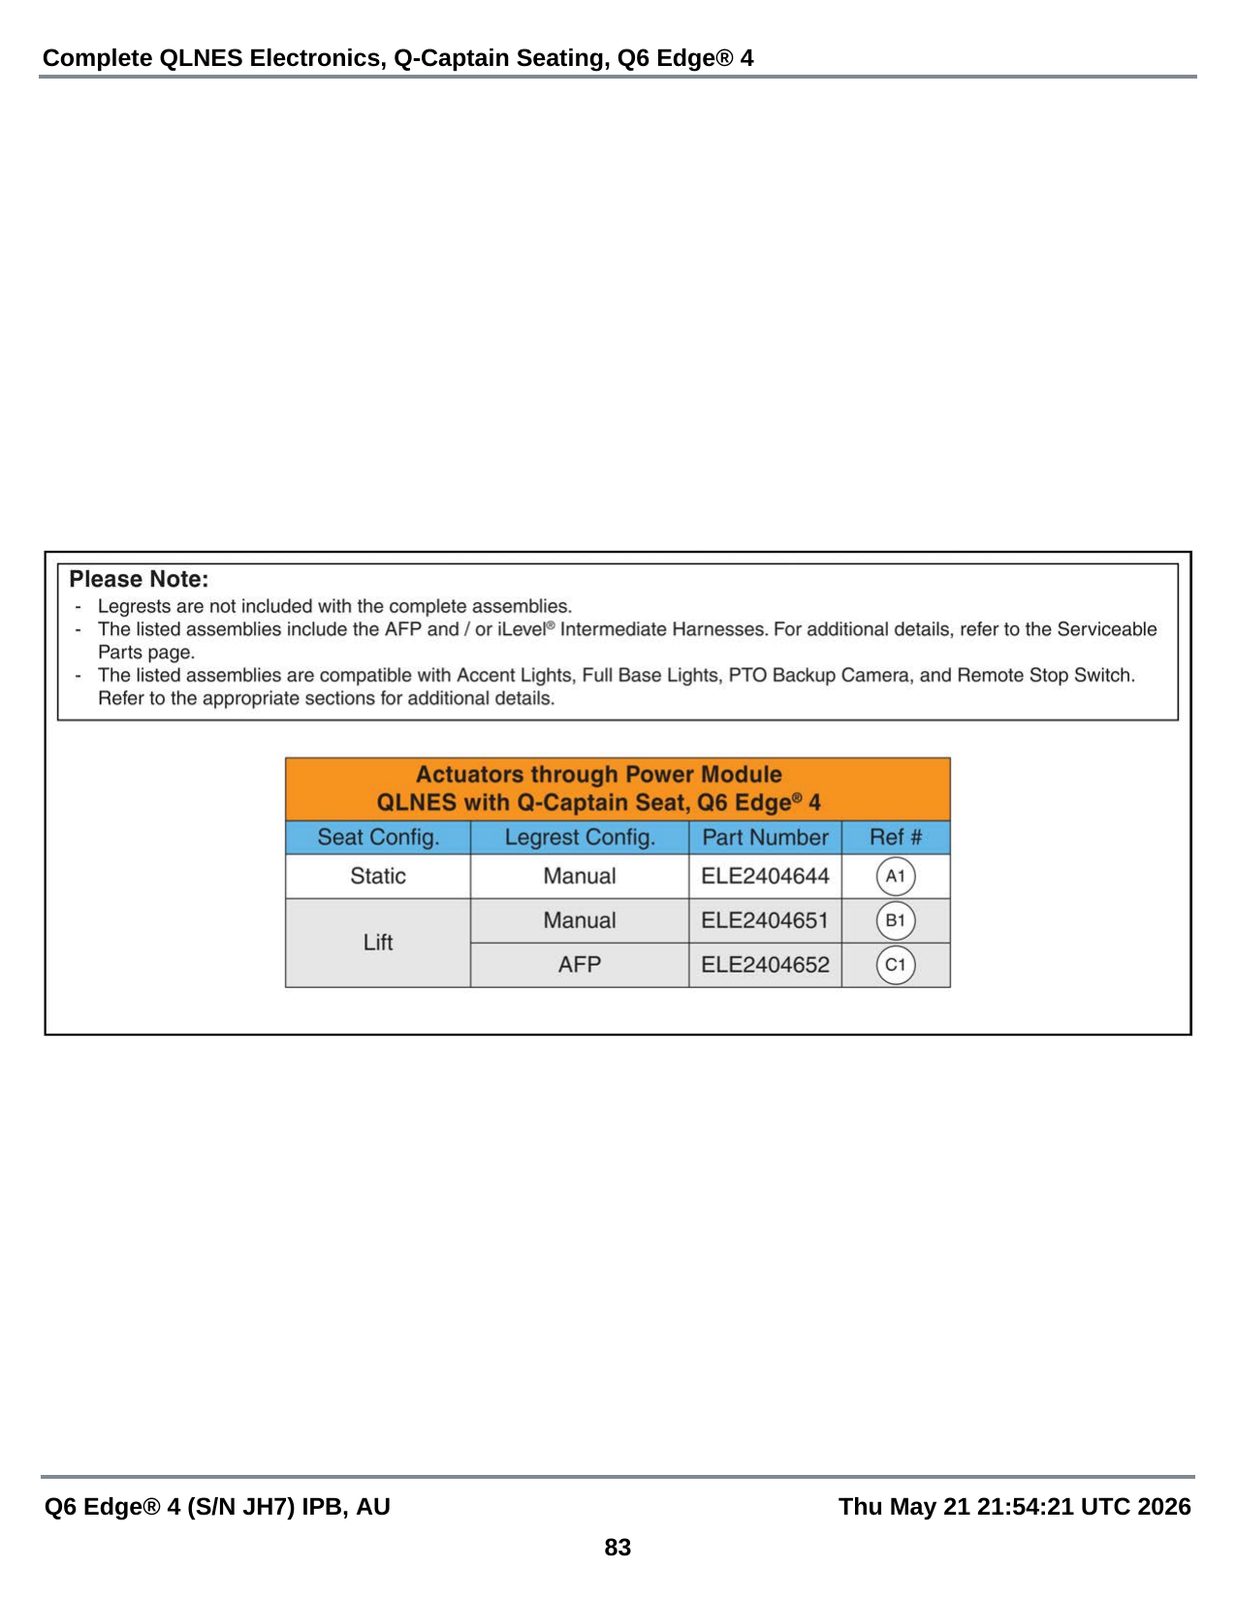 Complete QLNES Electronics, Q-Captain Seating, Q6 Edge® 4
Please Note:
- Legrests are not included with the complete assemblies.
- The listed assemblies include the AFP and / or iLevel® Intermediate Harnesses. For additional details, refer to the Serviceable
Parts page.
- The listed assemblies are compatible with Accent Lights, Full Base Lights, PTO Backup Camera, and Remote Stop Switch.
Refer to the appropriate sections for additional details.
Actuators through Power Module
QLNES with Q-Captain Seat, Q6 Edge® 4
Seat Config. Legrest Config. Part Number Ref #
Static Manual ELE2404644 A1
Lift Manual ELE2404651 B1
AFP ELE2404652 C1
Q6 Edge® 4 (S/N JH7) IPB, AU Thu May 21 21:54:21 UTC 2026
83